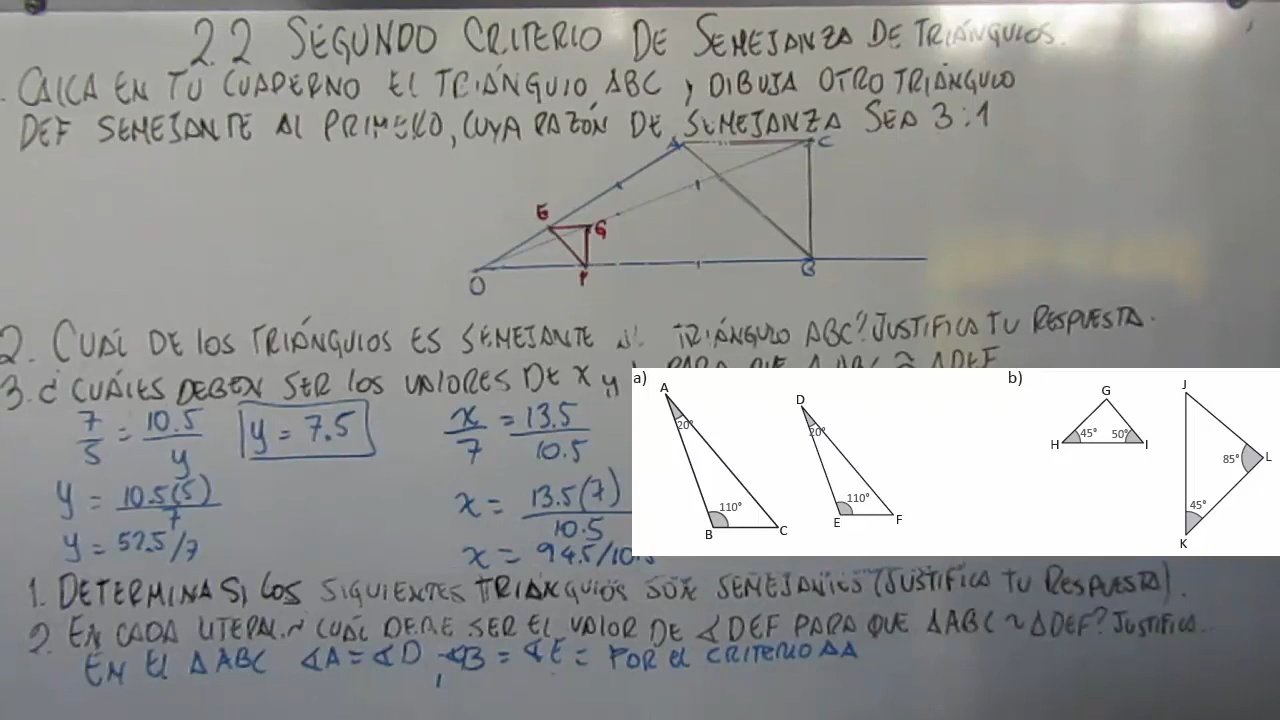 2.2 SEGUNDO CRITERIO DE SEMEJANZA DE TRIÁNGULOS.
. CALCA EN TU CUADERNO EL TRIÁNGULO ABC y DIBUJA OTRO TRIÁNGULO
DEF SEMEJANTE AL PRIMERO, CUYA RAZÓN DE SEMEJANZA SEA 3:1
A C
E G
O F B
2. CUÁL DE LOS TRIÁNGULOS ES SEMEJANTE TRIÁNGULO ABC? JUSTIFICA TU RESPUESTA.
3. ¿CUÁLES DEBEN SER LOS VALORES DE X y PARA QUE ΔABC ≅ ΔDEF
7/5 = 10.5/y y = 7.5 x/7 = 13.5/10.5
y = 10.5(5)/7 x = 13.5(7)/10.5
y = 52.5/7 x = 94.5/10.5
a) b)
A 20° 110° B C
D 20° 110° E F
G H 45° 50° I
J 85° L 45° K
1. DETERMINA SI LOS SIGUIENTES TRIÁNGULOS SON SEMEJANTES (JUSTIFICA TU RESPUESTA).
2. EN CADA LITERAL CUÁL DEBE SER EL VALOR DE ∢DEF PARA QUE ΔABC ~ ΔDEF? JUSTIFICA.
EN EL ΔABC ∢A = ∢D, ∢B = ∢E = POR EL CRITERIO AA